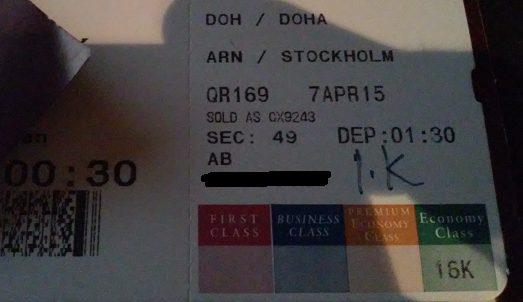 DOH / DOHA
ARN / STOCKHOLM
QR169 7APR15
SOLD AS CX9243
SEC: 49 DEP:01:30
AB
1.K
00:30
FIRST CLASS
BUSINESS CLASS
PREMIUM ECONOMY CLASS
Economy Class
16K